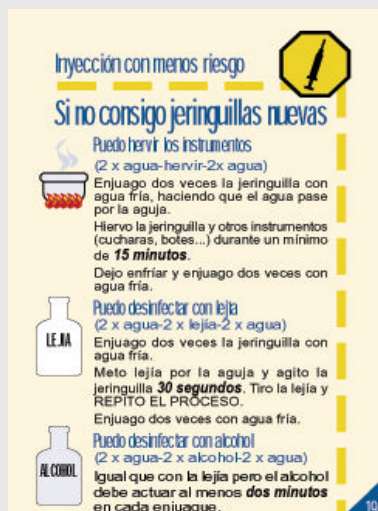 Inyección con menos riesgo
Si no consigo jeringuillas nuevas
Puedo hervir los instrumentos
(2 x agua-hervir-2x agua)
Enjuago dos veces la jeringuilla con
agua fría, haciendo que el agua pase
por la aguja.
Hiervo la jeringuilla y otros instrumentos
(cucharas, botes...) durante un mínimo
de 15 minutos.
Dejo enfríar y enjuago dos veces con
agua fría.
Puedo desinfectar con lejía
(2 x agua-2 x lejía-2 x agua)
LEJIA
Enjuago dos veces la jeringuilla con
agua fría.
Meto lejía por la aguja y agito la
jeringuilla 30 segundos. Tiro la lejía y
REPITO EL PROCESO.
Enjuago dos veces con agua fría.
Puedo desinfectar con alcohol
(2 x agua-2 x alcohol-2 x agua)
ALCOHOL
Igual que con la lejía pero el alcohol
debe actuar al menos dos minutos
en cada enjuague.
10